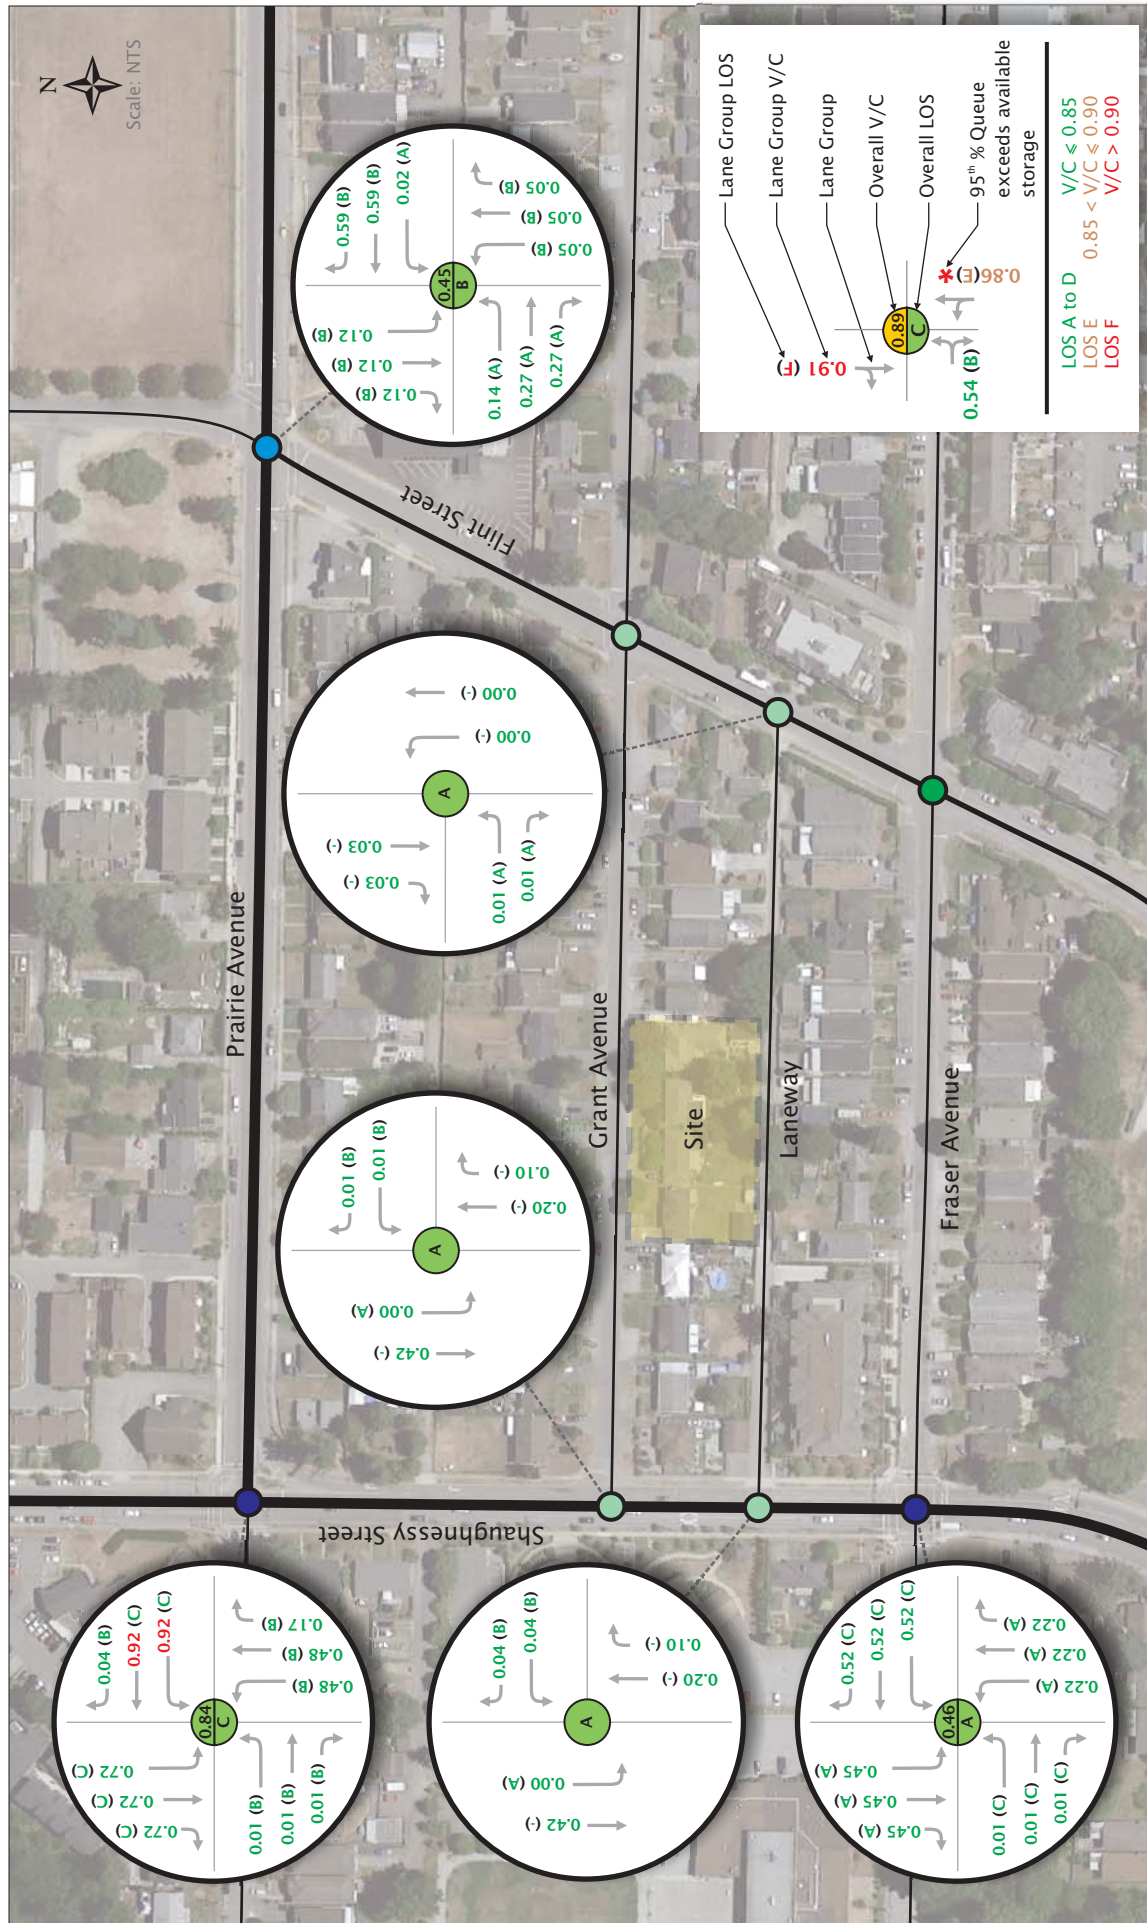 N
Scale: NTS
Prairie Avenue
Shaughnessy Street
Flint Street
Grant Avenue
Site
Laneway
Fraser Avenue
0.04 (B)
0.92 (C)
0.92 (C)
0.72 (C)
0.72 (C)
0.72 (C)
0.84
C
0.01 (B)
0.01 (B)
0.01 (B)
0.48 (B)
0.48 (B)
0.17 (B)
0.01 (B)
0.01 (B)
0.42 (-)
0.00 (A)
A
0.20 (-)
0.10 (-)
0.03 (-)
0.03 (-)
A
0.01 (A)
0.01 (A)
0.00 (-)
0.00 (-)
0.59 (B)
0.59 (B)
0.02 (A)
0.12 (B)
0.12 (B)
0.12 (B)
0.45
B
0.14 (A)
0.27 (A)
0.27 (A)
0.05 (B)
0.05 (B)
0.05 (B)
0.04 (B)
0.04 (B)
0.42 (-)
0.00 (A)
A
0.20 (-)
0.10 (-)
0.52 (C)
0.52 (C)
0.52 (C)
0.45 (A)
0.45 (A)
0.45 (A)
0.46
A
0.01 (C)
0.01 (C)
0.01 (C)
0.22 (A)
0.22 (A)
0.22 (A)
Lane Group LOS
Lane Group V/C
Lane Group
Overall V/C
Overall LOS
95th % Queue
exceeds available
storage
0.91 (F)
0.89
C
0.54 (B)
0.86(E)*
LOS A to D V/C ⩽ 0.85
LOS E 0.85 < V/C ⩽ 0.90
LOS F V/C > 0.90